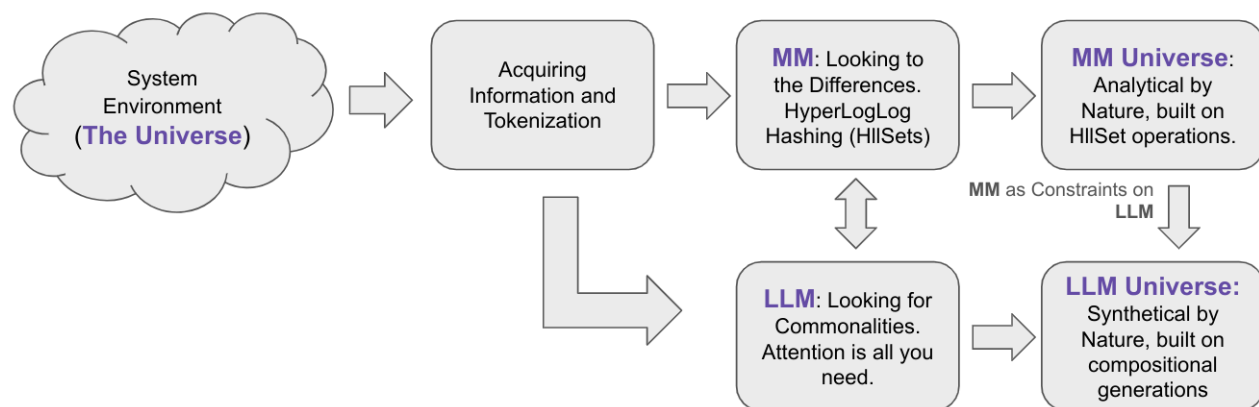 System
Environment
(The Universe)
Acquiring
Information and
Tokenization
MM: Looking to
the Differences.
HyperLogLog
Hashing (HllSets)
MM Universe:
Analytical by
Nature, built on
HllSet operations.
MM as Constraints on
LLM
LLM: Looking for
Commonalities.
Attention is all you
need.
LLM Universe:
Synthetical by
Nature, built on
compositional
generations